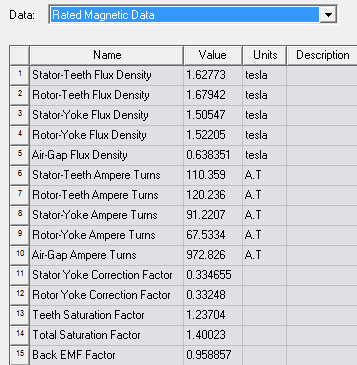 Data: Rated Magnetic Data
Name Value Units Description
1 Stator-Teeth Flux Density 1.62773 tesla
2 Rotor-Teeth Flux Density 1.67942 tesla
3 Stator-Yoke Flux Density 1.50547 tesla
4 Rotor-Yoke Flux Density 1.52205 tesla
5 Air-Gap Flux Density 0.638351 tesla
6 Stator-Teeth Ampere Turns 110.359 A.T
7 Rotor-Teeth Ampere Turns 120.236 A.T
8 Stator-Yoke Ampere Turns 91.2207 A.T
9 Rotor-Yoke Ampere Turns 67.5334 A.T
10 Air-Gap Ampere Turns 972.826 A.T
11 Stator Yoke Correction Factor 0.334655
12 Rotor Yoke Correction Factor 0.33248
13 Teeth Saturation Factor 1.23704
14 Total Saturation Factor 1.40023
15 Back EMF Factor 0.958857